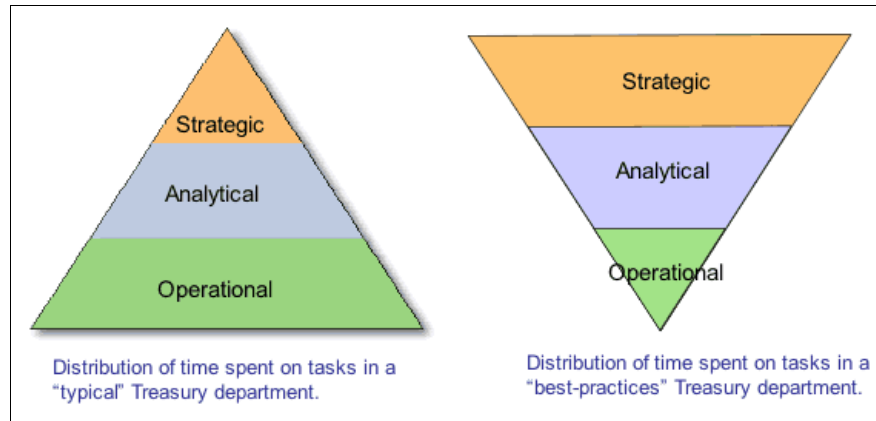 Strategic
Analytical
Operational
Distribution of time spent on tasks in a
“typical” Treasury department.
Strategic
Analytical
Operational
Distribution of time spent on tasks in a
“best-practices” Treasury department.